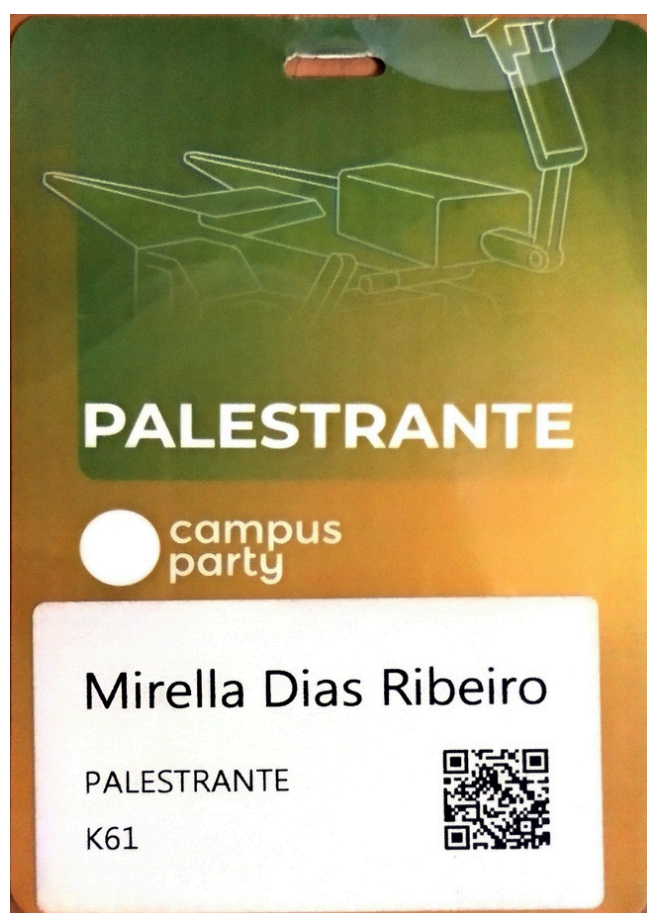 PALESTRANTE
campus
party
Mirella Dias Ribeiro
PALESTRANTE
K61